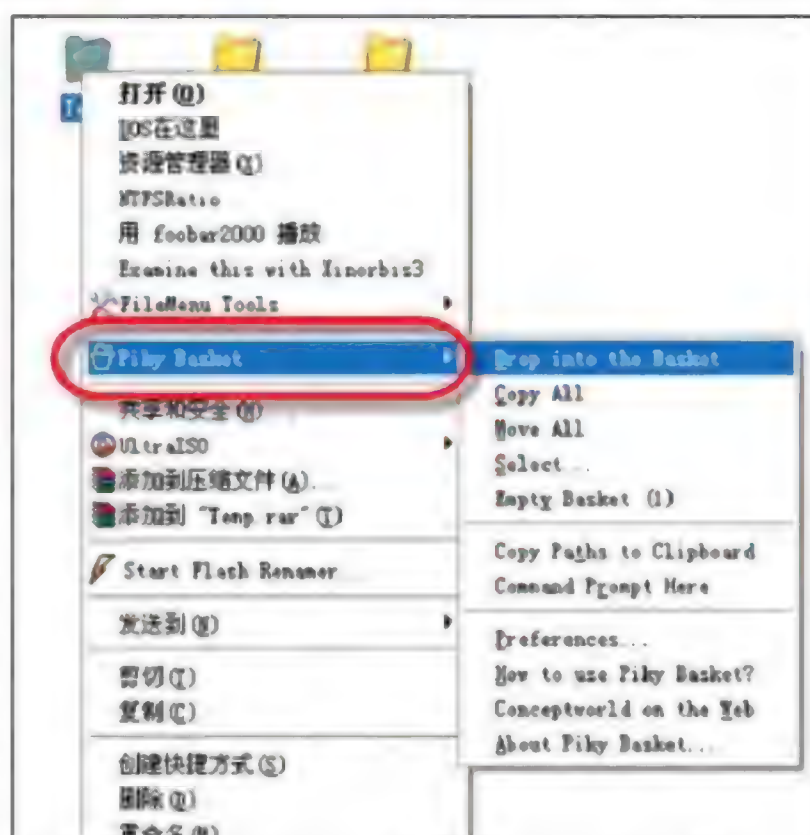 打开(O)
DOS在这里
资源管理器(X)
NTFSRatio
用 foobar2000 播放
Examine this with Xinorbis3
FileMenu Tools
Piky Basket
共享和安全(H)
UltraISO
添加到压缩文件(A)...
添加到 "Temp.rar"(T)
Start Flash Renamer
发送到(N)
剪切(T)
复制(C)
创建快捷方式(S)
删除(D)
重命名(M)
Drop into the Basket
Copy All
Move All
Select...
Empty Basket (1)
Copy Paths to Clipboard
Command Prompt Here
Preferences...
How to use Piky Basket?
Conceptworld on the Web
About Piky Basket...